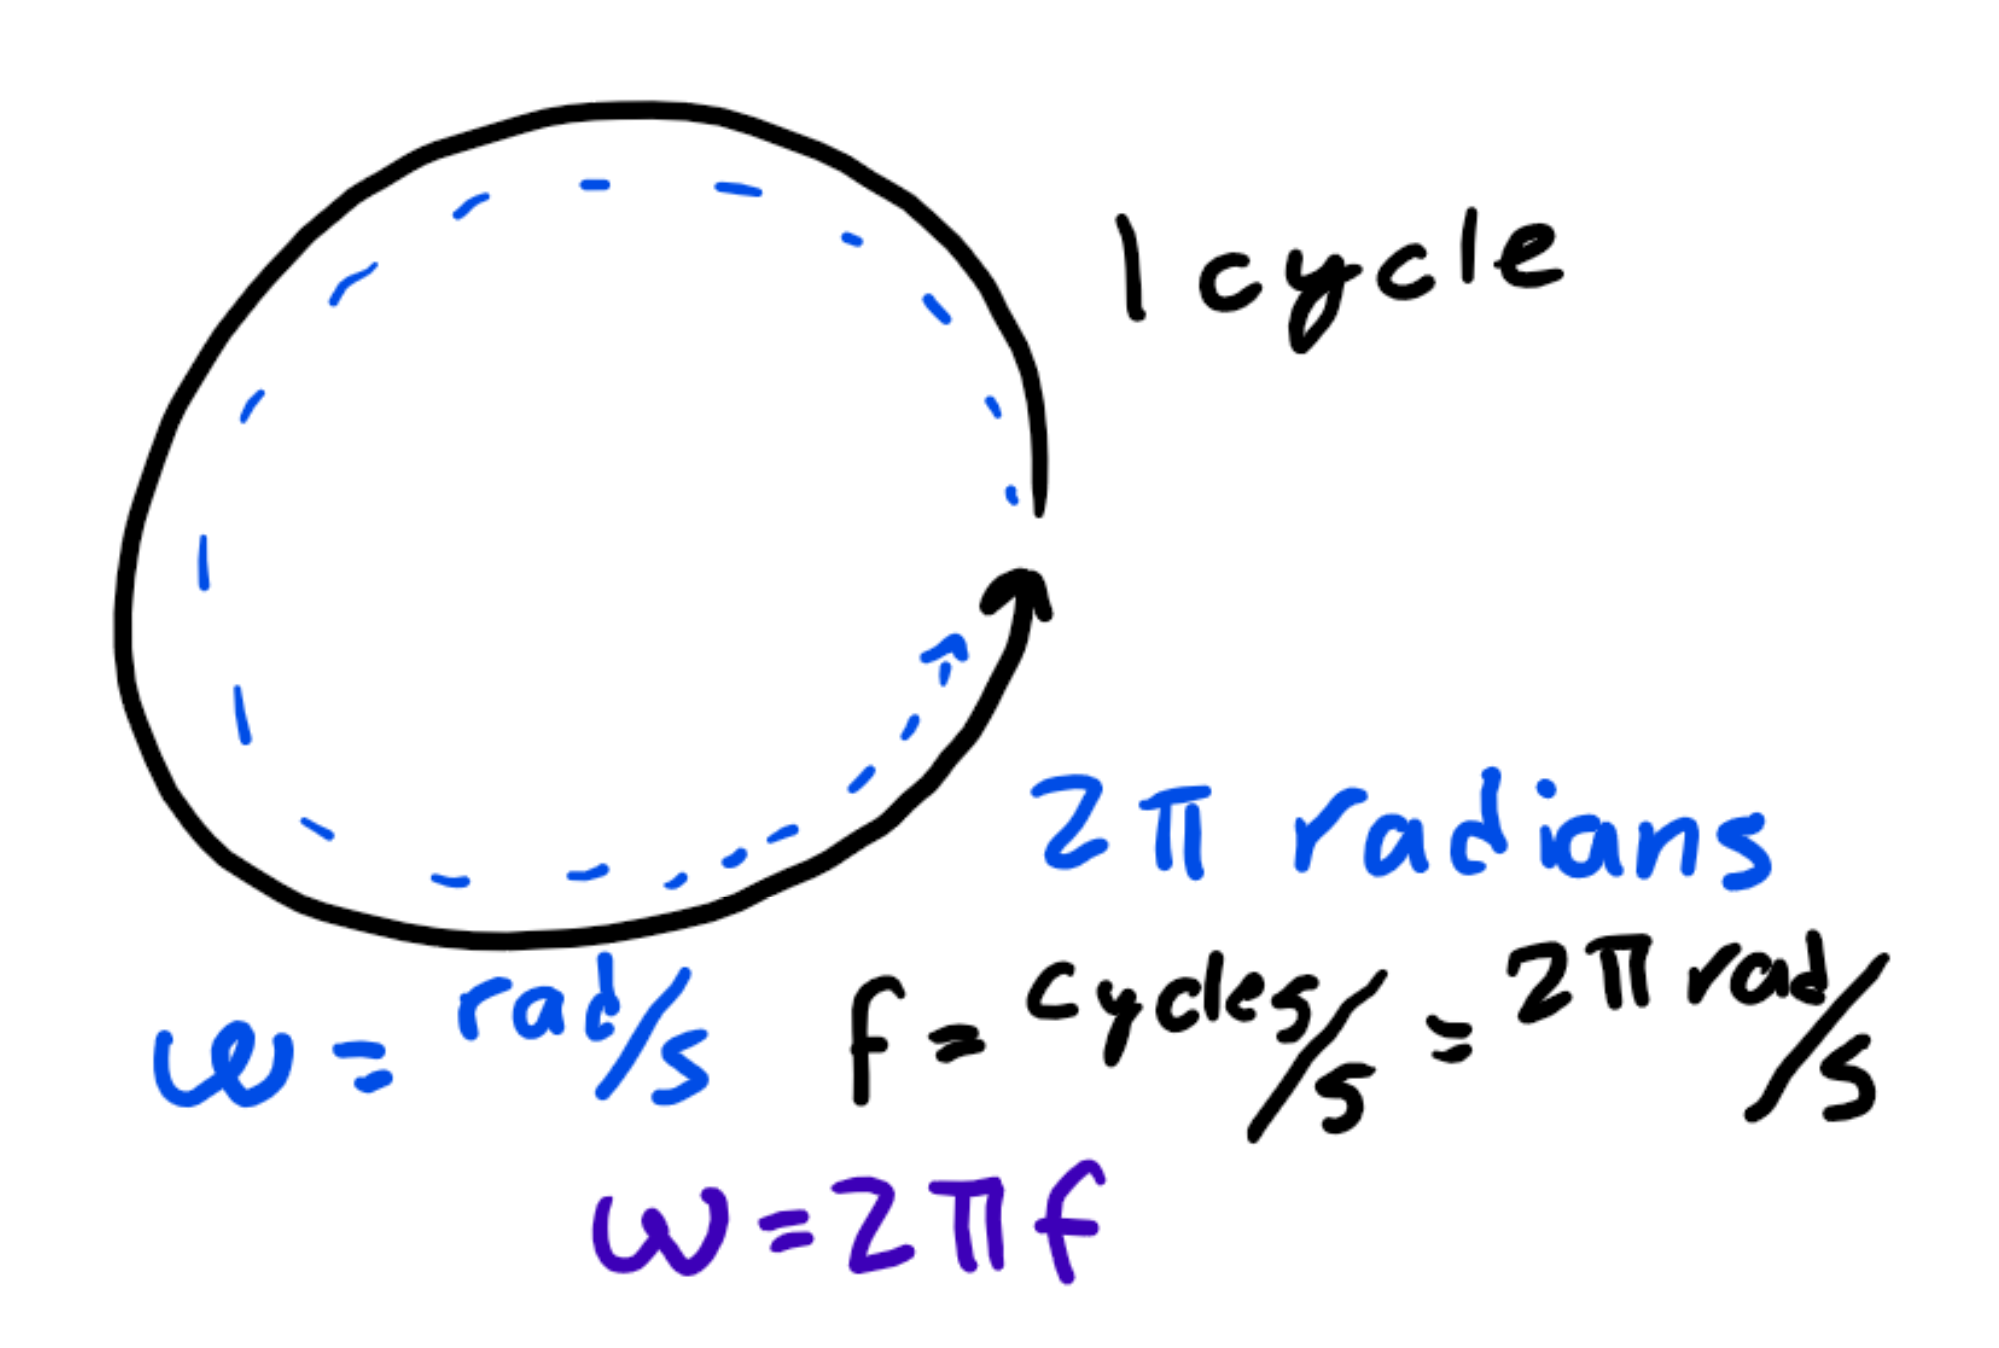 1 cycle
2π radians
ω = rad/s f = cycles/s = 2π rad/s
ω = 2πf